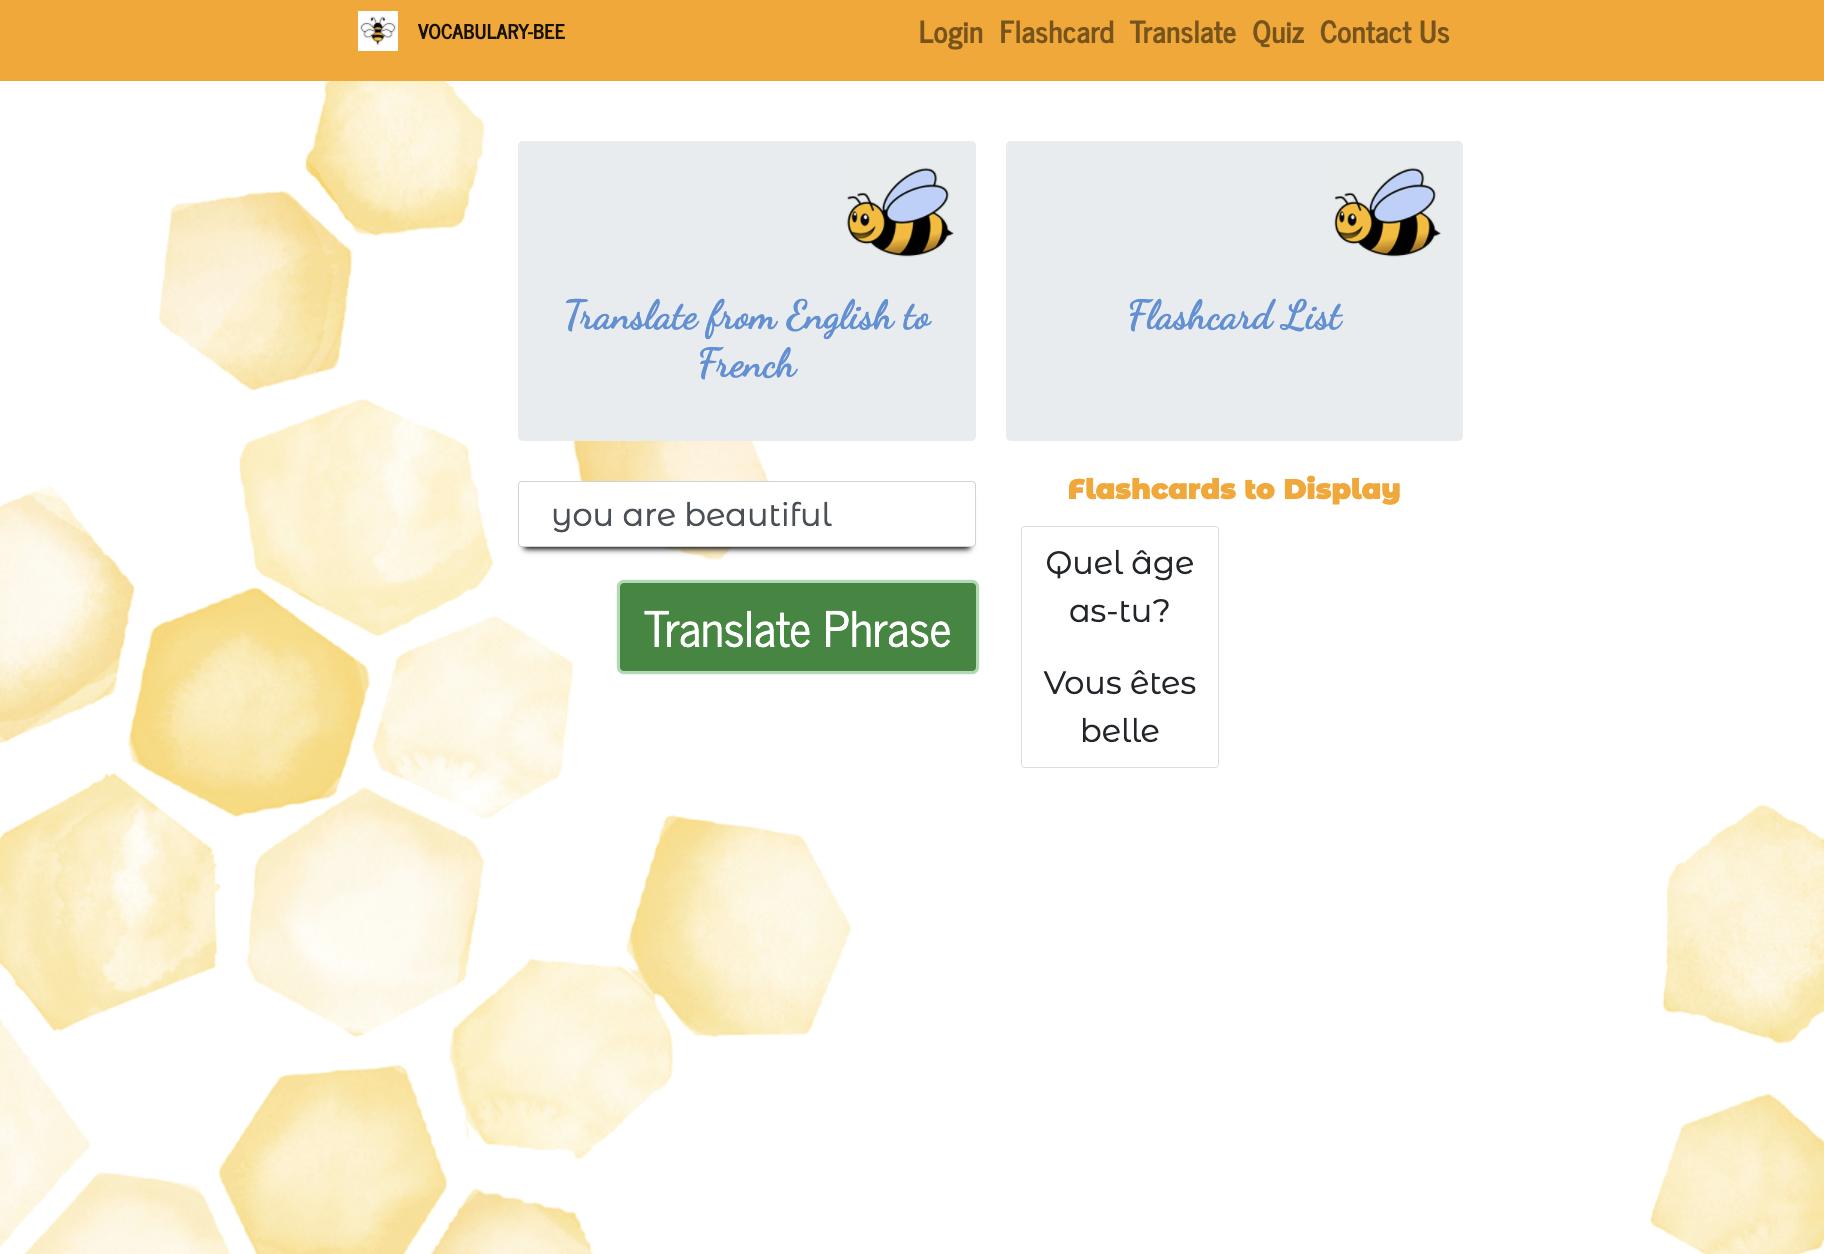 VOCABULARY-BEE
Login Flashcard Translate Quiz Contact Us
Translate from English to
French
you are beautiful
Translate Phrase
Flashcard List
Flashcards to Display
Quel âge
as-tu?
Vous êtes
belle